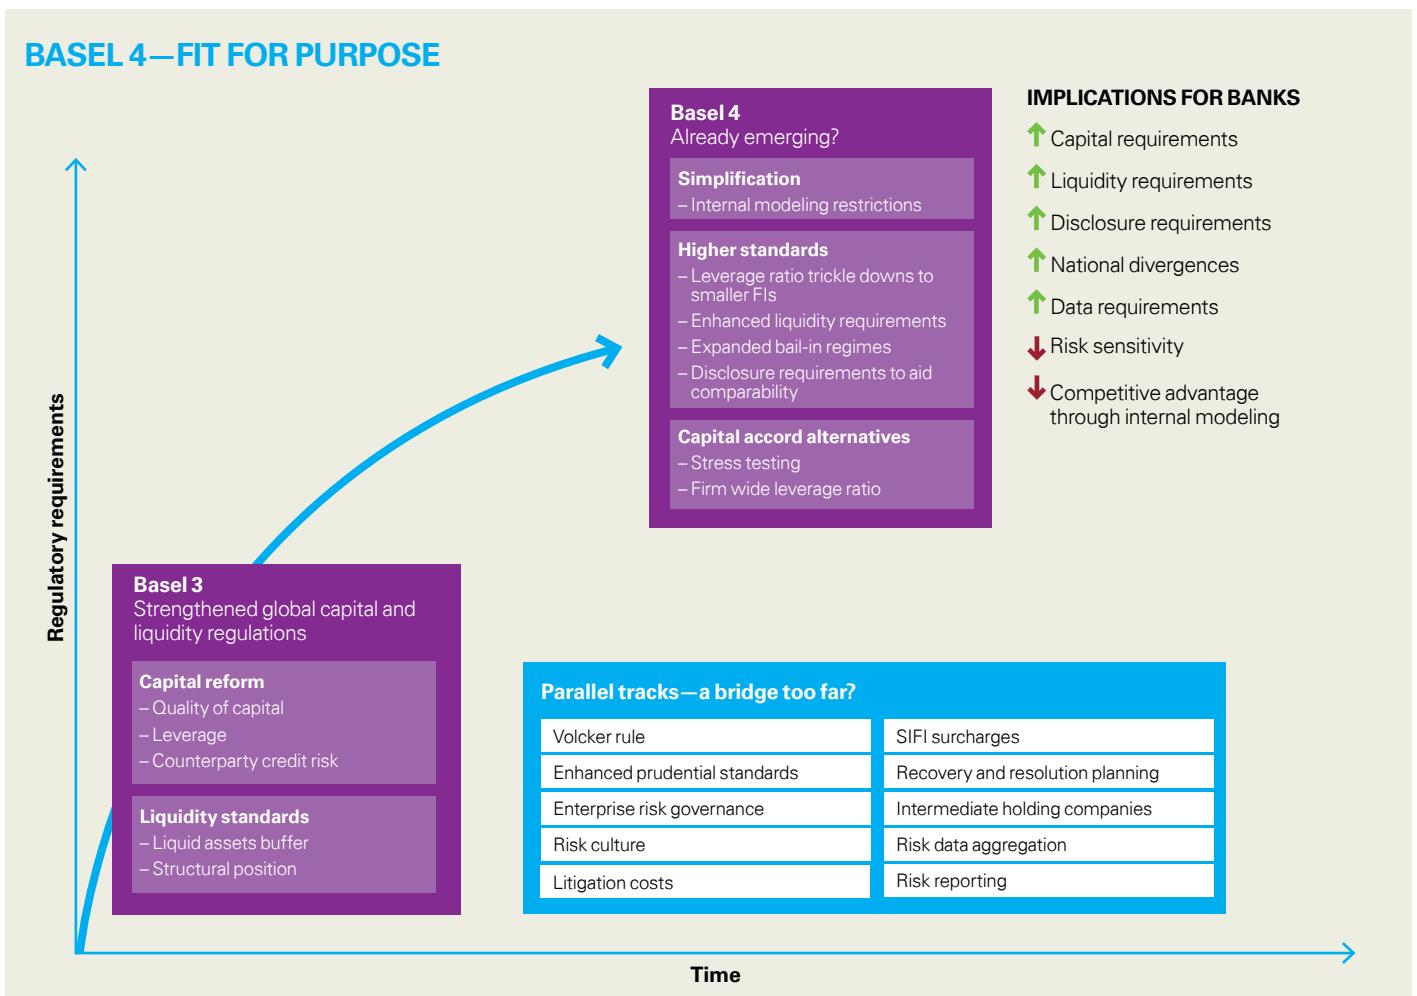 BASEL 4—FIT FOR PURPOSE
Basel 4
Already emerging?
Simplification
– Internal modeling restrictions
Higher standards
– Leverage ratio trickle downs to
smaller FIs
– Enhanced liquidity requirements
– Expanded bail-in regimes
– Disclosure requirements to aid
comparability
Capital accord alternatives
– Stress testing
– Firm wide leverage ratio
IMPLICATIONS FOR BANKS
Capital requirements
Liquidity requirements
Disclosure requirements
National divergences
Data requirements
Risk sensitivity
Competitive advantage
through internal modeling
Regulatory requirements
Basel 3
Strengthened global capital and
liquidity regulations
Capital reform
– Quality of capital
– Leverage
– Counterparty credit risk
Liquidity standards
– Liquid assets buffer
– Structural position
Parallel tracks—a bridge too far?
Volcker rule
Enhanced prudential standards
Enterprise risk governance
Risk culture
Litigation costs
SIFI surcharges
Recovery and resolution planning
Intermediate holding companies
Risk data aggregation
Risk reporting
Time